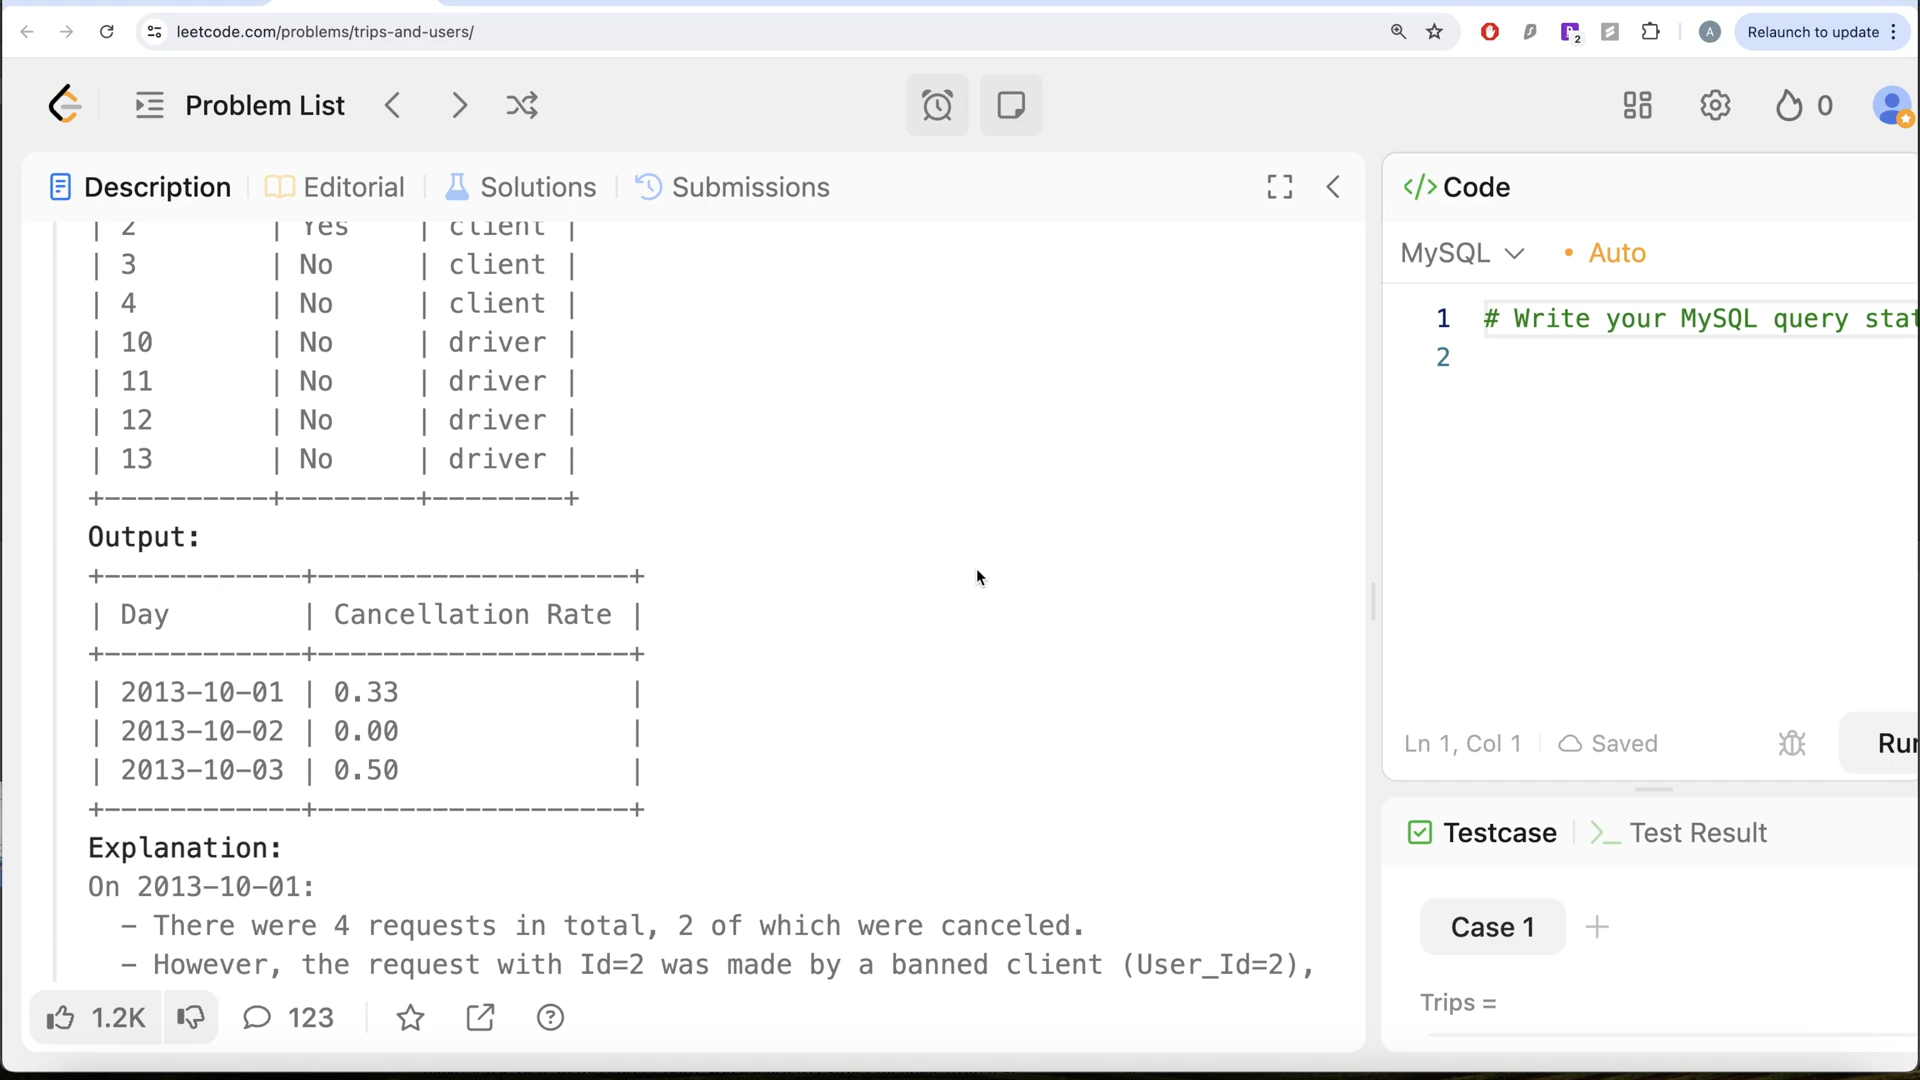 leetcode.com/problems/trips-and-users/
2
A
Relaunch to update
Problem List
0
Description
Editorial
Solutions
Submissions
| 2 | Yes | client |
| 3 | No | client |
| 4 | No | client |
| 10 | No | driver |
| 11 | No | driver |
| 12 | No | driver |
| 13 | No | driver |
+----------+--------+--------+
Output:
+------------+-------------------+
| Day | Cancellation Rate |
+------------+-------------------+
| 2013-10-01 | 0.33 |
| 2013-10-02 | 0.00 |
| 2013-10-03 | 0.50 |
+------------+-------------------+
Explanation:
On 2013-10-01:
- There were 4 requests in total, 2 of which were canceled.
- However, the request with Id=2 was made by a banned client (User_Id=2),
1.2K
123
</> Code
MySQL
• Auto
1 # Write your MySQL query stat
2
Ln 1, Col 1
Saved
Run
Testcase
Test Result
Case 1
Trips =